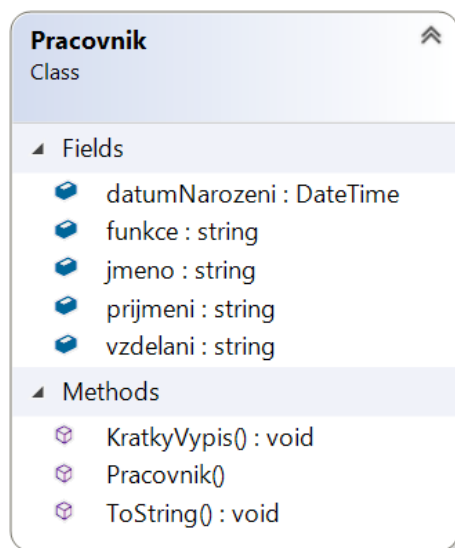 Pracovnik
Class
Fields
datumNarozeni : DateTime
funkce : string
jmeno : string
prijmeni : string
vzdelani : string
Methods
KratkyVypis() : void
Pracovnik()
ToString() : void